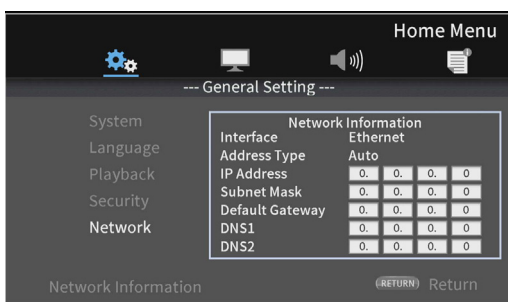 Home Menu
--- General Setting ---
System
Language
Playback
Security
Network
Network Information
Interface Ethernet
Address Type Auto
IP Address 0. 0. 0. 0
Subnet Mask 0. 0. 0. 0
Default Gateway 0. 0. 0. 0
DNS1 0. 0. 0. 0
DNS2 0. 0. 0. 0
Network Information
RETURN Return